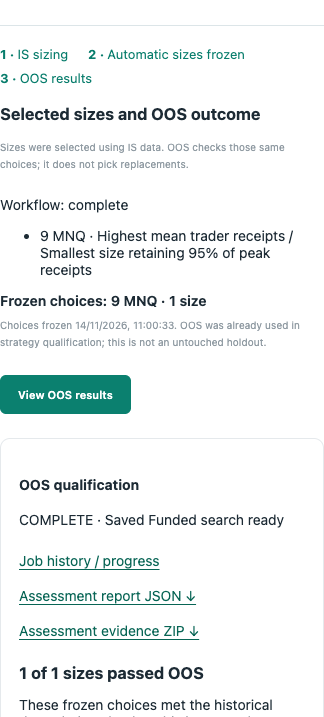 1 · IS sizing 2 · Automatic sizes frozen
3 · OOS results
Selected sizes and OOS outcome
Sizes were selected using IS data. OOS checks those same
choices; it does not pick replacements.
Workflow: complete
• 9 MNQ · Highest mean trader receipts /
Smallest size retaining 95% of peak
receipts
Frozen choices: 9 MNQ · 1 size
Choices frozen 14/11/2026, 11:00:33. OOS was already used in
strategy qualification; this is not an untouched holdout.
View OOS results
OOS qualification
COMPLETE · Saved Funded search ready
Job history / progress
Assessment report JSON ↓
Assessment evidence ZIP ↓
1 of 1 sizes passed OOS
These frozen choices met the historical